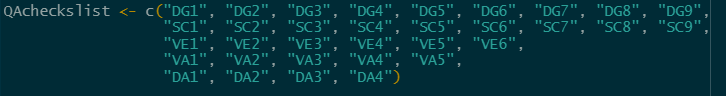 QAcheckslist <- c("DG1", "DG2", "DG3", "DG4", "DG5", "DG6", "DG7", "DG8", "DG9",
"SC1", "SC2", "SC3", "SC4", "SC5", "SC6", "SC7", "SC8", "SC9",
"VE1", "VE2", "VE3", "VE4", "VE5", "VE6",
"VA1", "VA2", "VA3", "VA4", "VA5",
"DA1", "DA2", "DA3", "DA4")